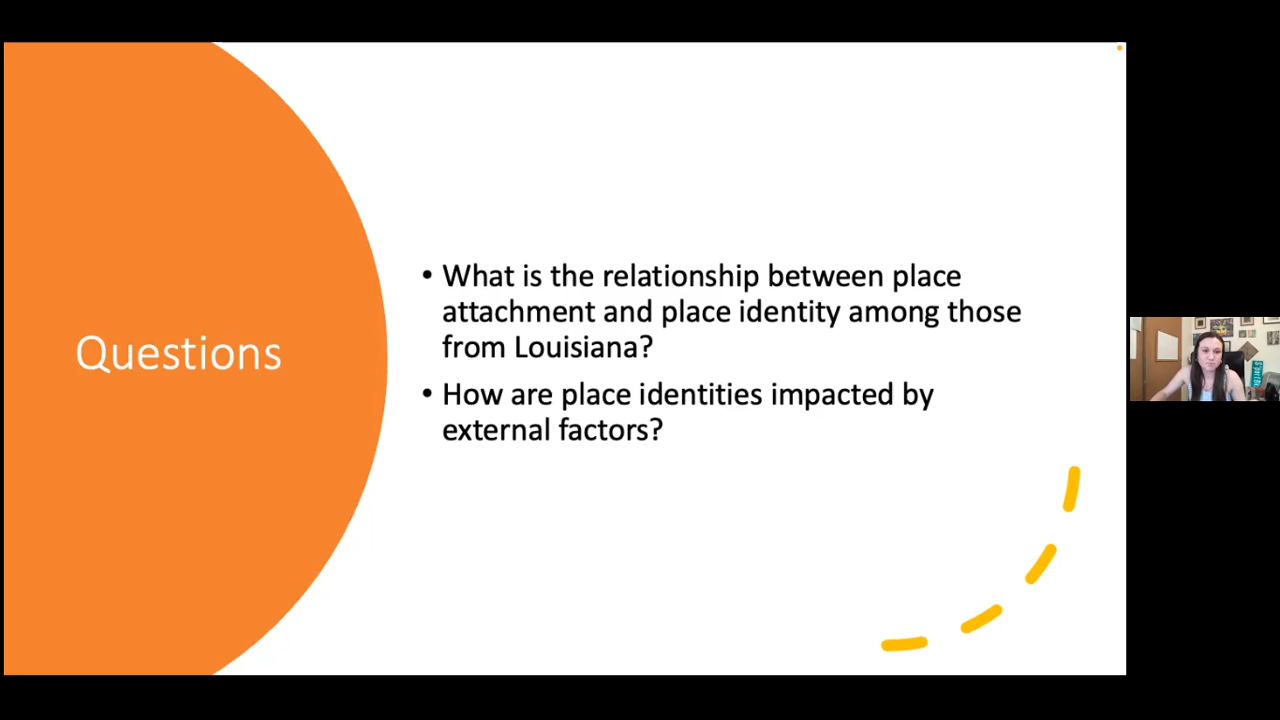 Questions
• What is the relationship between place
attachment and place identity among those
from Louisiana?
• How are place identities impacted by
external factors?